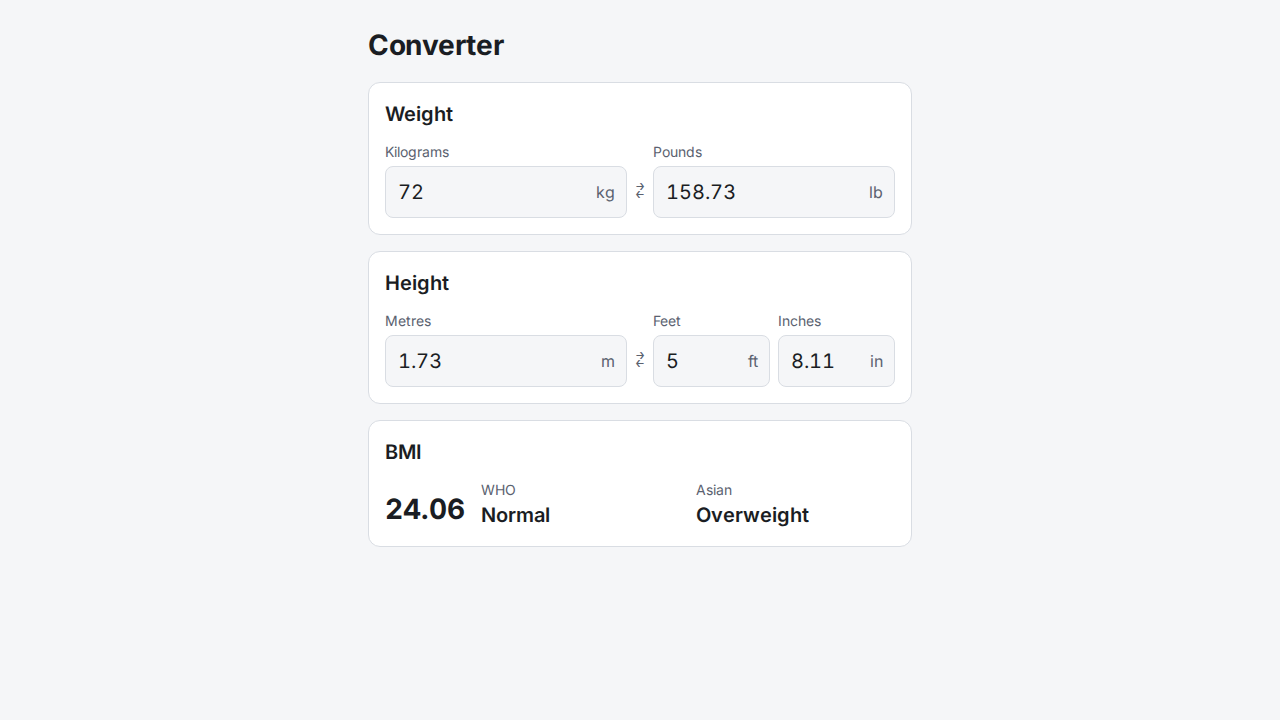 Converter
Weight
Kilograms Pounds
72 kg ⇄ 158.73 lb
Height
Metres Feet Inches
1.73 m ⇄ 5 ft 8.11 in
BMI
WHO Asian
24.06 Normal Overweight